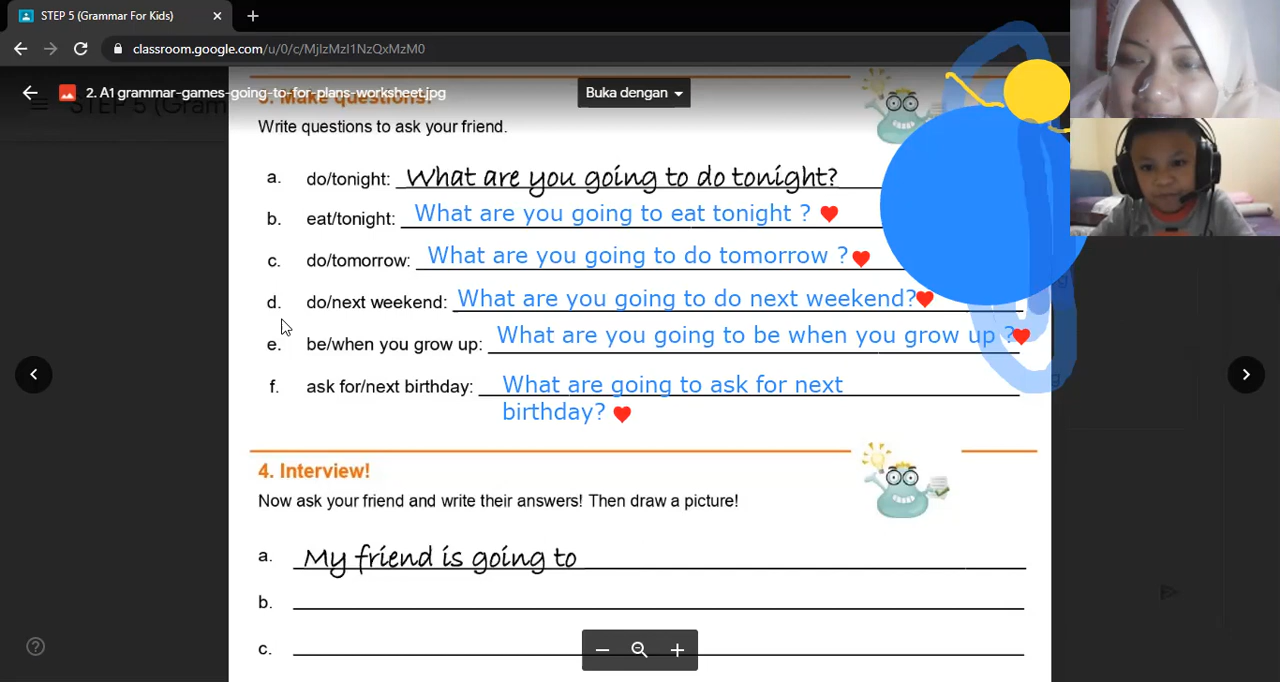 STEP 5 (Grammar For Kids)
classroom.google.com/u/0/c/MjIzMzI1NzQxMzM0
2. A1 grammar-games-going-to-for-plans-worksheet.jpg
Buka dengan
3. Make questions!
Write questions to ask your friend.
a. do/tonight: What are you going to do tonight?
b. eat/tonight: What are you going to eat tonight ?
c. do/tomorrow: What are you going to do tomorrow ?
d. do/next weekend: What are you going to do next weekend?
e. be/when you grow up: What are you going to be when you grow up ?
f. ask for/next birthday: What are going to ask for next
birthday?
4. Interview!
Now ask your friend and write their answers! Then draw a picture!
a. My friend is going to
b.
c.